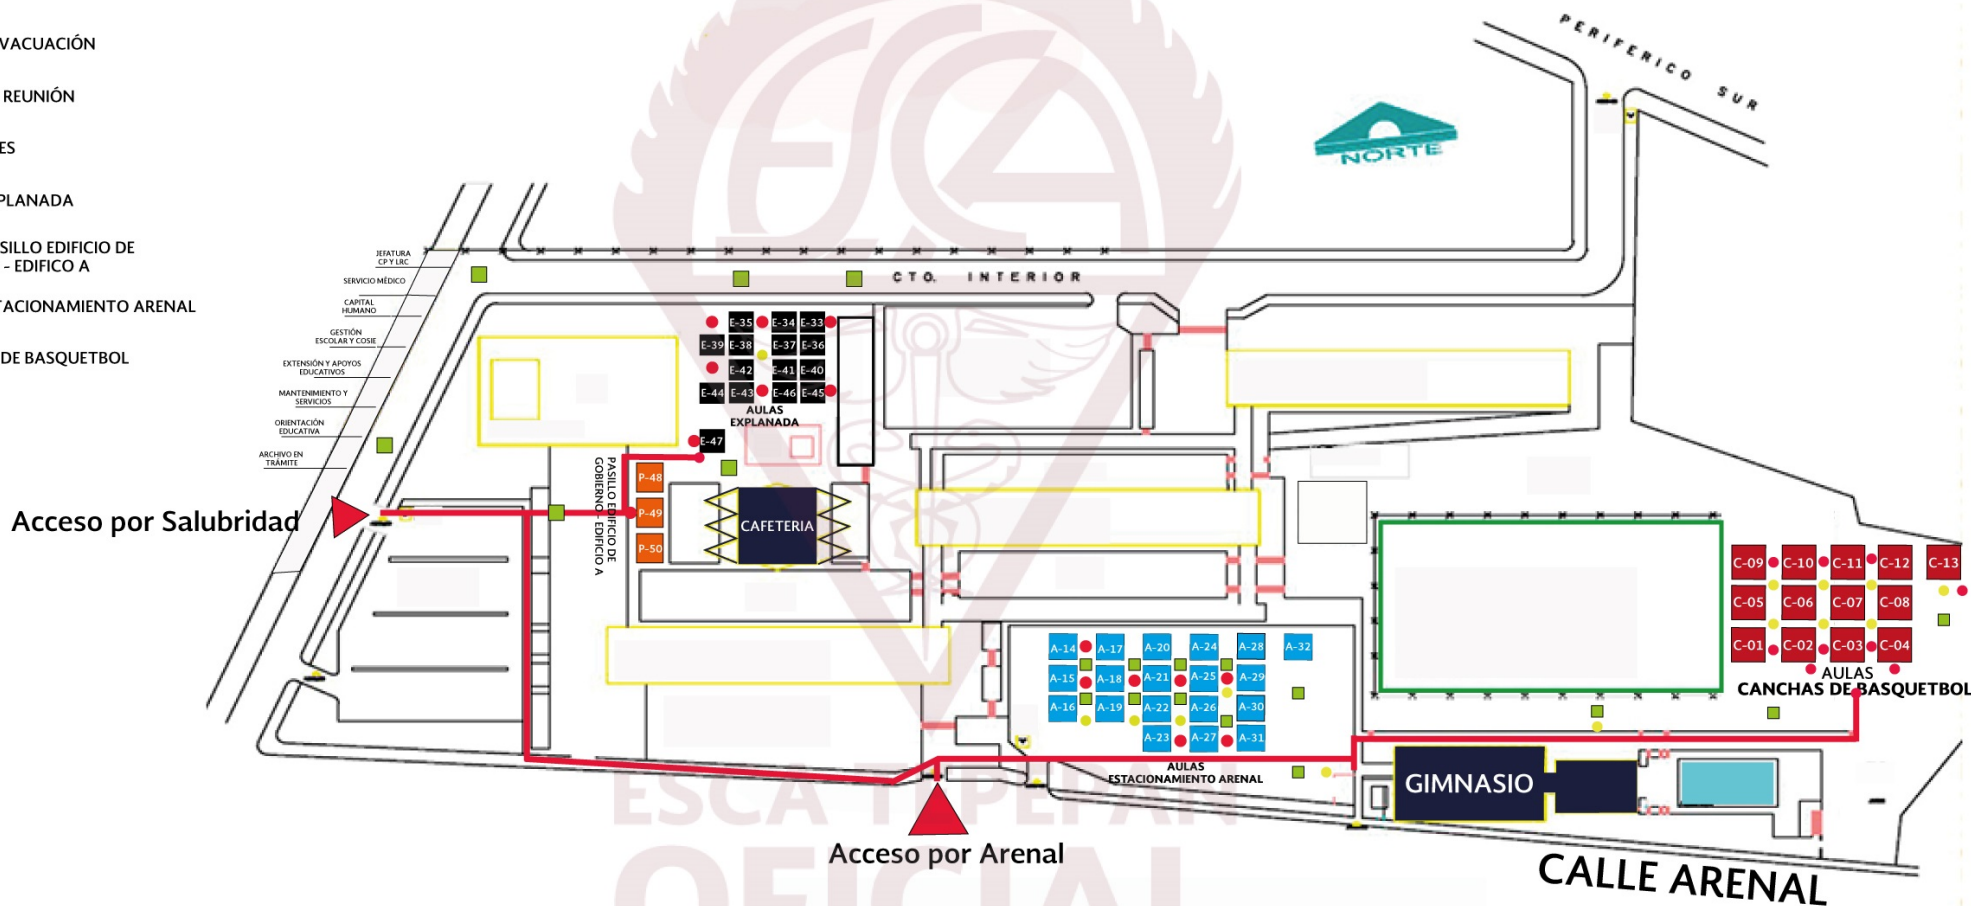 VACUACIÓN
REUNIÓN
ES
PLANADA
SILLO EDIFICIO DE
- EDIFICO A
TACIONAMIENTO ARENAL
DE BASQUETBOL
PERIFERICO SUR
NORTE
CTO. INTERIOR
JEFATURA
CP Y LRC
SERVICIO MÉDICO
CAPITAL
HUMANO
GESTIÓN
ESCOLAR Y COSIE
EXTENSIÓN Y APOYOS
EDUCATIVOS
MANTENIMIENTO Y
SERVICIOS
ORIENTACIÓN
EDUCATIVA
ARCHIVO EN
TRÁMITE
Acceso por Salubridad
E-35 E-34 E-33
E-39 E-38 E-37 E-36
E-42 E-41 E-40
E-44 E-43 E-46 E-45
AULAS
EXPLANADA
E-47
PASILLO EDIFICIO DE
GOBIERNO - EDIFICIO A
P-48
P-49
P-50
CAFETERIA
A-14 A-17 A-20 A-24 A-28 A-32
A-15 A-18 A-21 A-25 A-29
A-16 A-19 A-22 A-26 A-30
A-23 A-27 A-31
AULAS
ESTACIONAMIENTO ARENAL
C-09 C-10 C-11 C-12 C-13
C-05 C-06 C-07 C-08
C-01 C-02 C-03 C-04
AULAS
CANCHAS DE BASQUETBOL
GIMNASIO
Acceso por Arenal
CALLE ARENAL
ESCA
ESCA TEPEPAN
OFICIAL